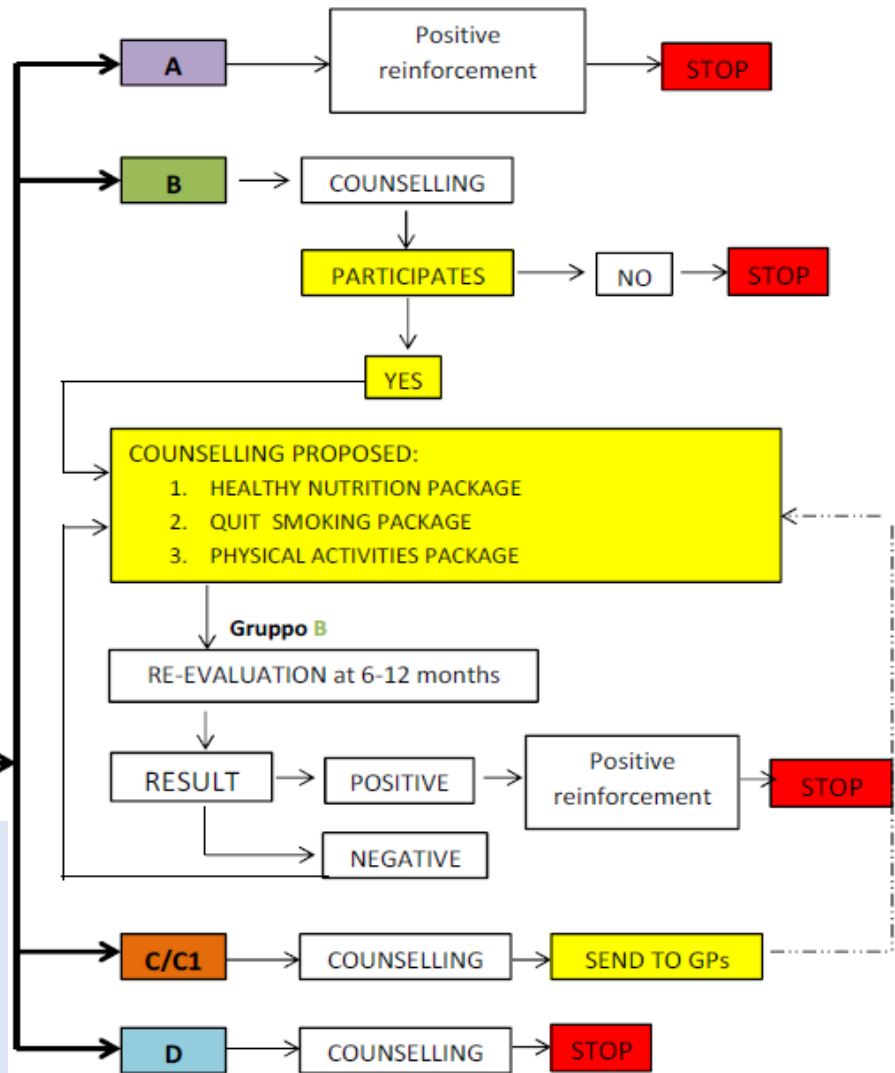 A
Positive
reinforcement
STOP
B
COUNSELLING
PARTICIPATES
NO
STOP
YES
COUNSELLING PROPOSED:
1. HEALTHY NUTRITION PACKAGE
2. QUIT SMOKING PACKAGE
3. PHYSICAL ACTIVITIES PACKAGE
Gruppo B
RE-EVALUATION at 6-12 months
RESULT
POSITIVE
Positive
reinforcement
STOP
NEGATIVE
C/C1
COUNSELLING
SEND TO GPs
D
COUNSELLING
STOP